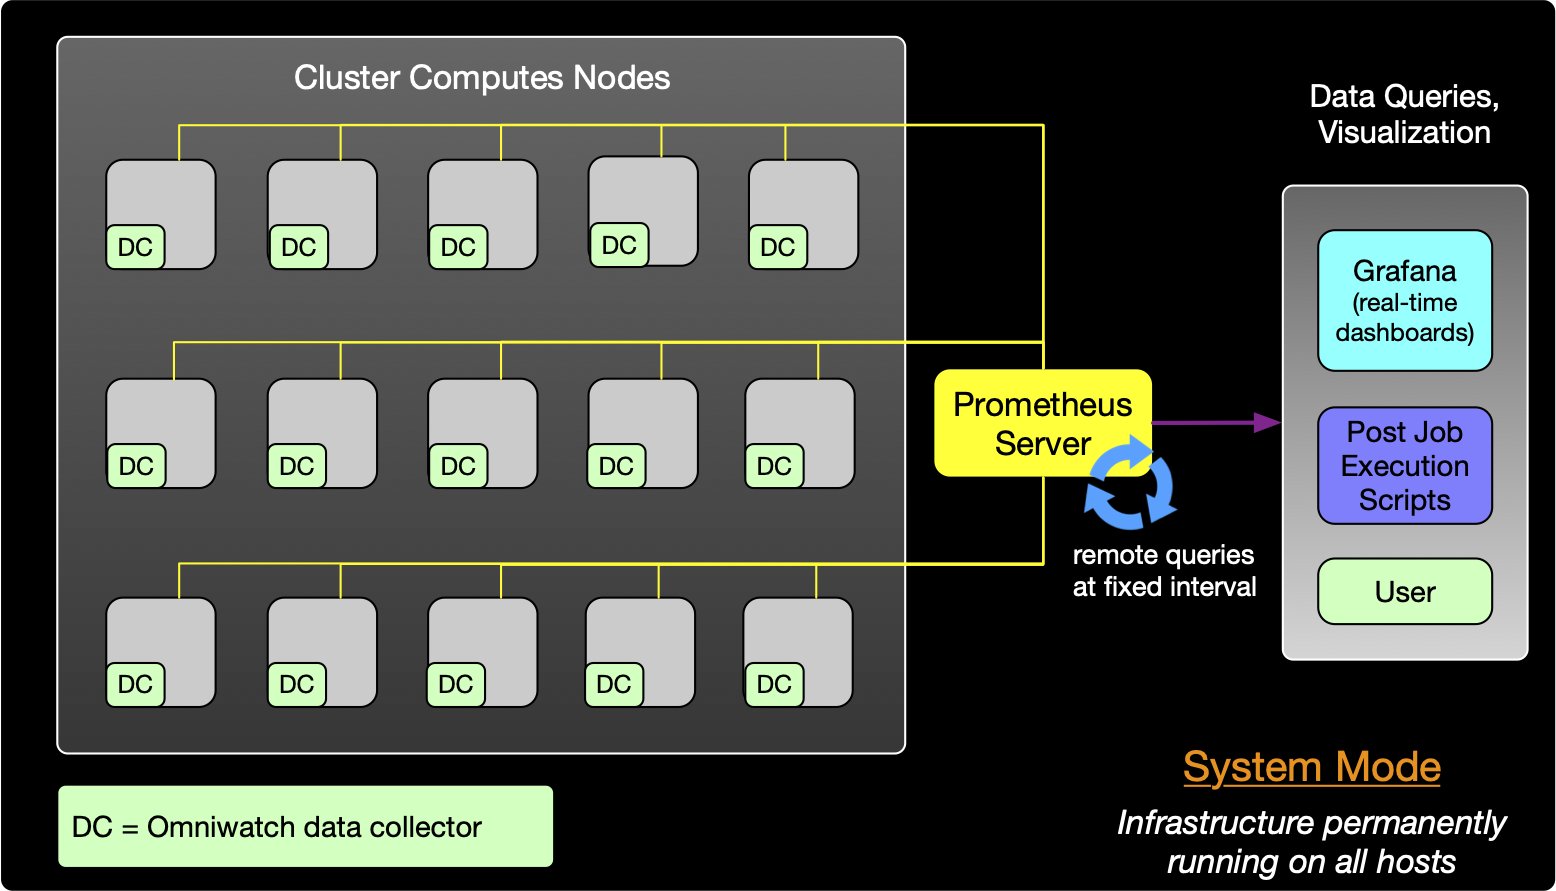 Cluster Computes Nodes
Data Queries,
Visualization
DC
DC
DC
DC
DC
Grafana
(real-time
dashboards)
DC
DC
DC
DC
DC
Prometheus
Server
Post Job
Execution
Scripts
remote queries
at fixed interval
User
DC
DC
DC
DC
DC
System Mode
Infrastructure permanently
running on all hosts
DC = Omniwatch data collector